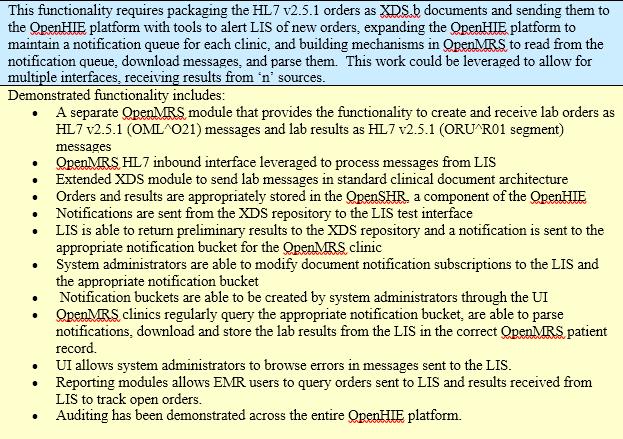 This functionality requires packaging the HL7 v2.5.1 orders as XDS.b documents and sending them to
the OpenHIE platform with tools to alert LIS of new orders, expanding the OpenHIE platform to
maintain a notification queue for each clinic, and building mechanisms in OpenMRS to read from the
notification queue, download messages, and parse them.  This work could be leveraged to allow for
multiple interfaces, receiving results from ‘n’ sources.
Demonstrated functionality includes:
• A separate OpenMRS module that provides the functionality to create and receive lab orders as
HL7 v2.5.1 (OML^O21) messages and lab results as HL7 v2.5.1 (ORU^R01 segment)
messages
• OpenMRS HL7 inbound interface leveraged to process messages from LIS
• Extended XDS module to send lab messages in standard clinical document architecture
• Orders and results are appropriately stored in the OpenSHR, a component of the OpenHIE
• Notifications are sent from the XDS repository to the LIS test interface
• LIS is able to return preliminary results to the XDS repository and a notification is sent to the
appropriate notification bucket for the OpenMRS clinic
• System administrators are able to modify document notification subscriptions to the LIS and
the appropriate notification bucket
• Notification buckets are able to be created by system administrators through the UI
• OpenMRS clinics regularly query the appropriate notification bucket, are able to parse
notifications, download and store the lab results from the LIS in the correct OpenMRS patient
record.
• UI allows system administrators to browse errors in messages sent to the LIS.
• Reporting modules allows EMR users to query orders sent to LIS and results received from
LIS to track open orders.
• Auditing has been demonstrated across the entire OpenHIE platform.